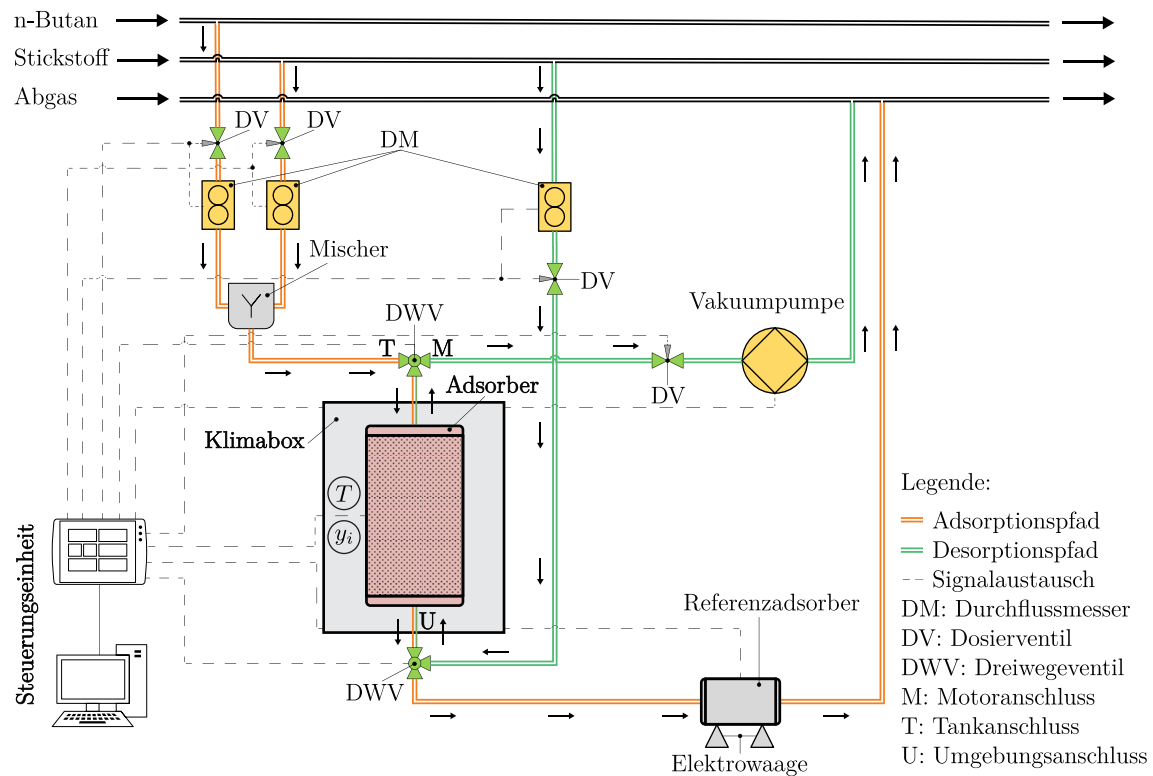 n-Butan
Stickstoff
Abgas
DV
DV
DM
Mischer
DV
Vakuumpumpe
DWV
T
M
DV
Adsorber
Klimabox
T
y_i
U
DWV
Steuerungseinheit
Referenzadsorber
Elektrowaage
Legende:
Adsorptionspfad
Desorptionspfad
Signalaustausch
DM: Durchflussmesser
DV: Dosierventil
DWV: Dreiwegeventil
M: Motoranschluss
T: Tankanschluss
U: Umgebungsanschluss